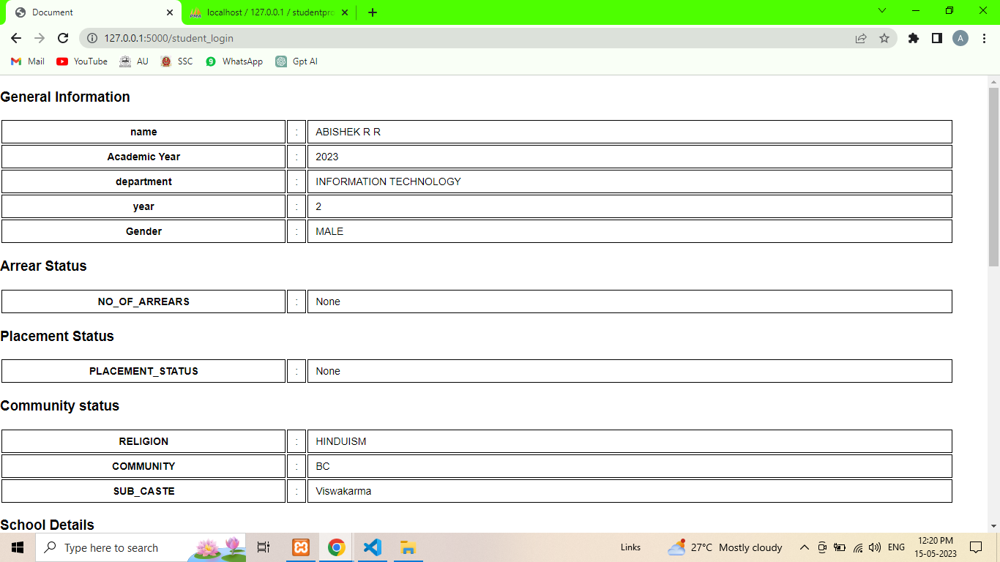 Document
PMA
localhost / 127.0.0.1 / studentpro
127.0.0.1:5000/student_login
A
Mail
YouTube
AU
SSC
9
WhatsApp
Gpt AI
General Information
name : ABISHEK R R
Academic Year : 2023
department : INFORMATION TECHNOLOGY
year : 2
Gender : MALE
Arrear Status
NO_OF_ARREARS : None
Placement Status
PLACEMENT_STATUS : None
Community status
RELIGION : HINDUISM
COMMUNITY : BC
SUB_CASTE : Viswakarma
School Details
Type here to search
Links
27°C Mostly cloudy
ENG
12:20 PM
15-05-2023